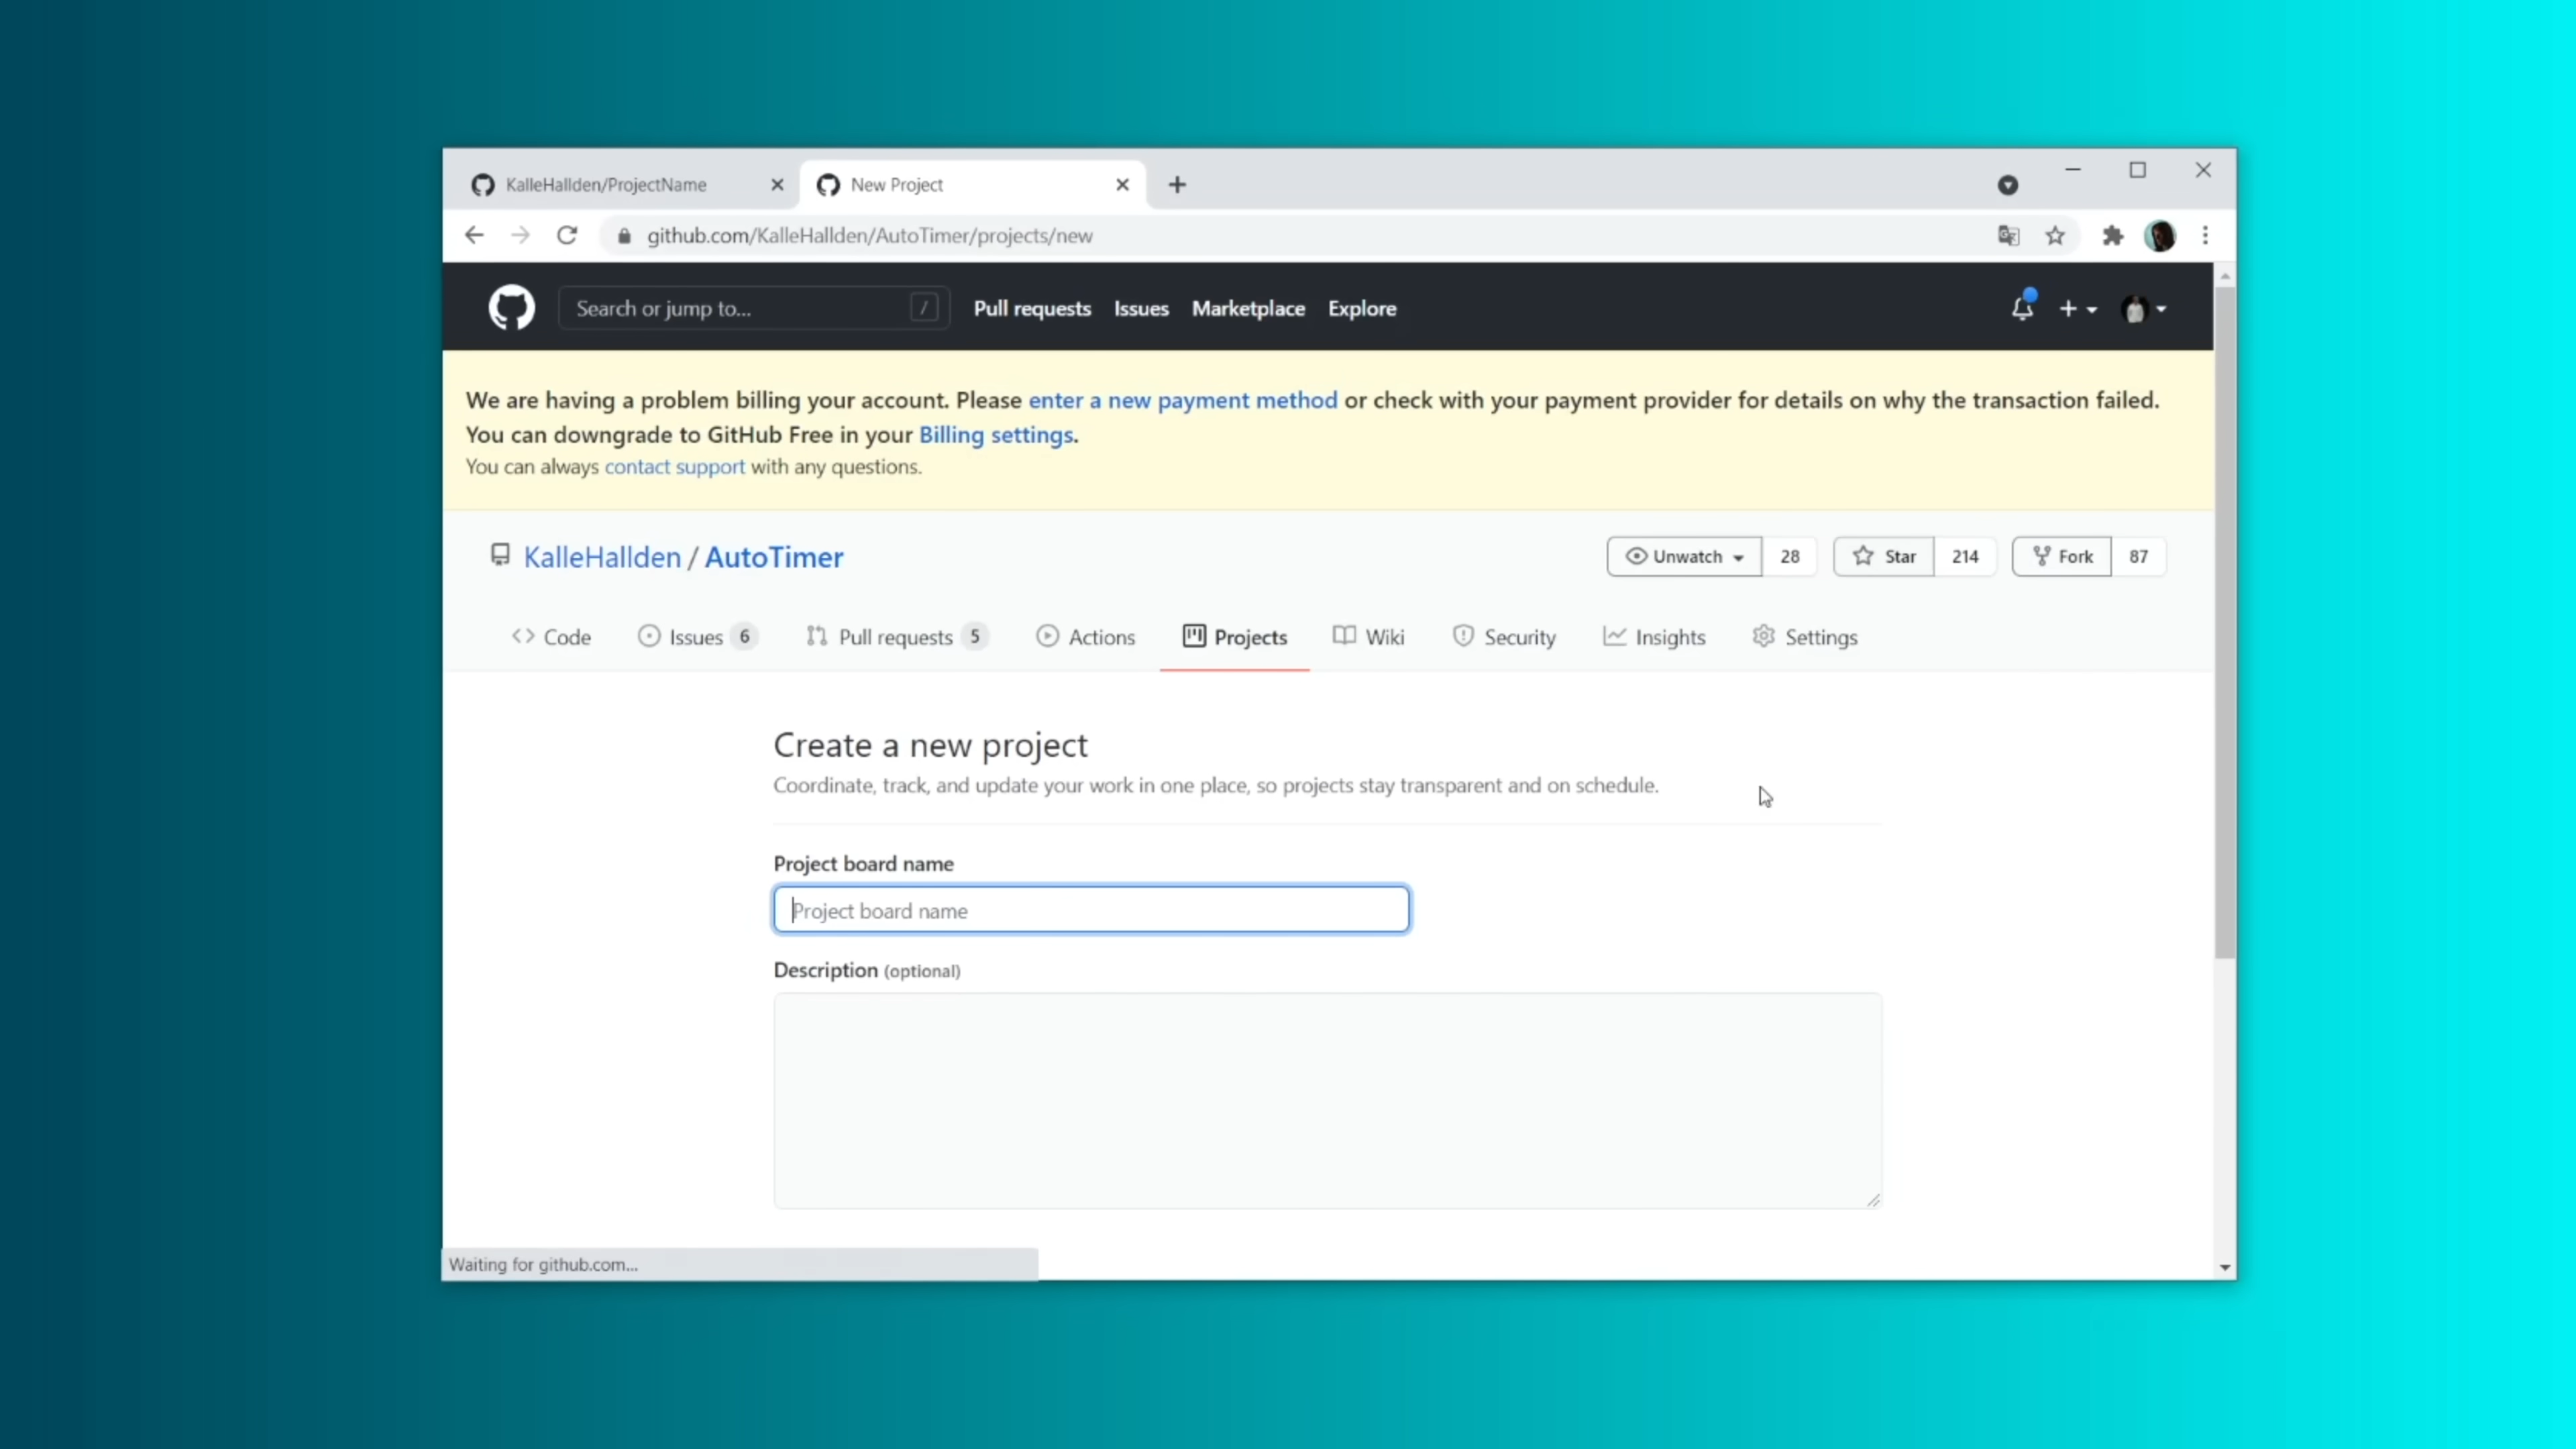 KalleHallden/ProjectName
New Project
github.com/KalleHallden/AutoTimer/projects/new
Search or jump to... /
Pull requests Issues Marketplace Explore
We are having a problem billing your account. Please enter a new payment method or check with your payment provider for details on why the transaction failed.
You can downgrade to GitHub Free in your Billing settings.
You can always contact support with any questions.
KalleHallden / AutoTimer
Unwatch 28 Star 214 Fork 87
Code Issues 6 Pull requests 5 Actions Projects Wiki Security Insights Settings
Create a new project
Coordinate, track, and update your work in one place, so projects stay transparent and on schedule.
Project board name
Project board name
Description (optional)
Waiting for github.com...